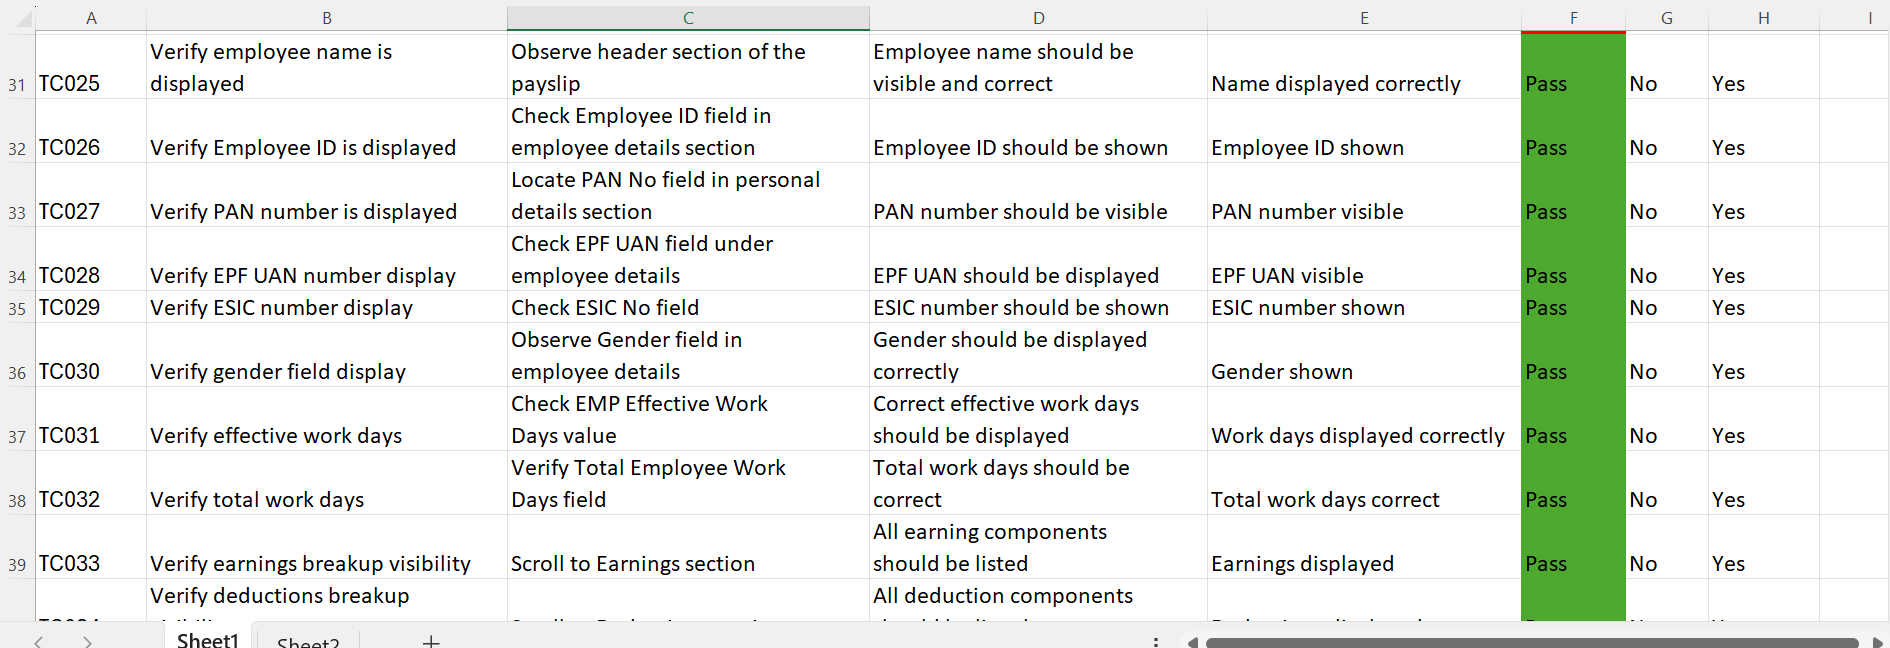 A B C D E F G H I
Verify employee name is Observe header section of the Employee name should be
31 TC025 displayed payslip visible and correct Name displayed correctly Pass No Yes
Check Employee ID field in
32 TC026 Verify Employee ID is displayed employee details section Employee ID should be shown Employee ID shown Pass No Yes
Locate PAN No field in personal
33 TC027 Verify PAN number is displayed details section PAN number should be visible PAN number visible Pass No Yes
Check EPF UAN field under
34 TC028 Verify EPF UAN number display employee details EPF UAN should be displayed EPF UAN visible Pass No Yes
35 TC029 Verify ESIC number display Check ESIC No field ESIC number should be shown ESIC number shown Pass No Yes
Observe Gender field in Gender should be displayed
36 TC030 Verify gender field display employee details correctly Gender shown Pass No Yes
Check EMP Effective Work Correct effective work days
37 TC031 Verify effective work days Days value should be displayed Work days displayed correctly Pass No Yes
Verify Total Employee Work Total work days should be
38 TC032 Verify total work days Days field correct Total work days correct Pass No Yes
All earning components
39 TC033 Verify earnings breakup visibility Scroll to Earnings section should be listed Earnings displayed Pass No Yes
Verify deductions breakup All deduction components
Sheet1 Sheet2 +